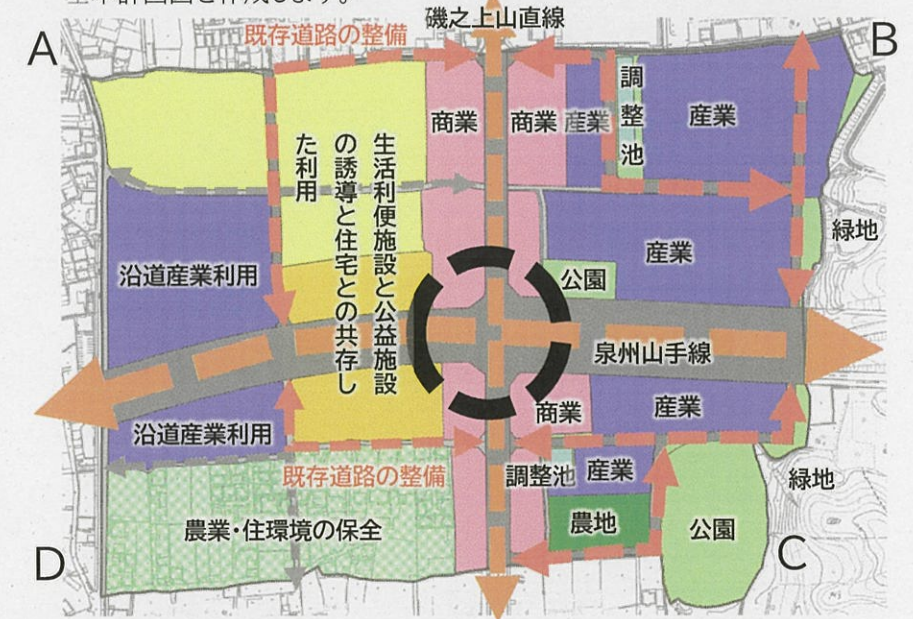 基本計画図を作成します。
磯之上山直線
A
既存道路の整備
B
商業
商業
産業
調整池
産業
生活利便施設と公益施設
の誘導と住宅との共存し
た利用
緑地
沿道産業利用
産業
公園
泉州山手線
商業
産業
沿道産業利用
既存道路の整備
調整池
産業
緑地
農業・住環境の保全
農地
公園
D
C